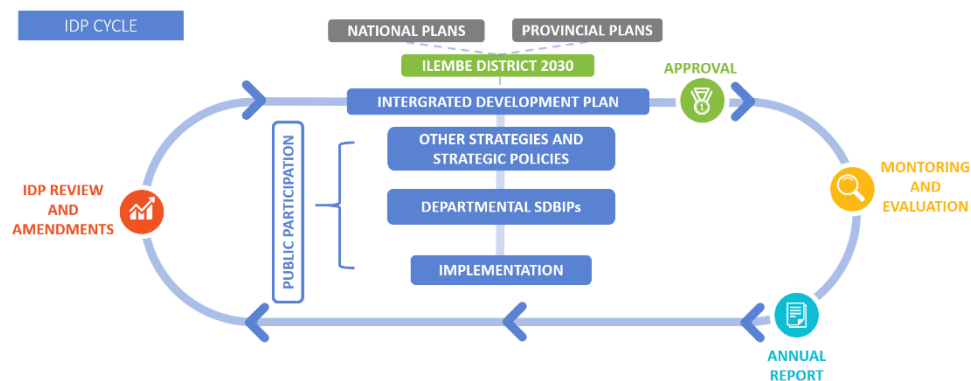 IDP CYCLE
NATIONAL PLANS
PROVINCIAL PLANS
ILEMBE DISTRICT 2030
APPROVAL
INTERGRATED DEVELOPMENT PLAN
1
OTHER STRATEGIES AND
STRATEGIC POLICIES
PUBLIC PARTICIPATION
IDP REVIEW
AND
AMENDMENTS
MONTORING
AND
EVALUATION
DEPARTMENTAL SDBIPs
IMPLEMENTATION
ANNUAL
REPORT